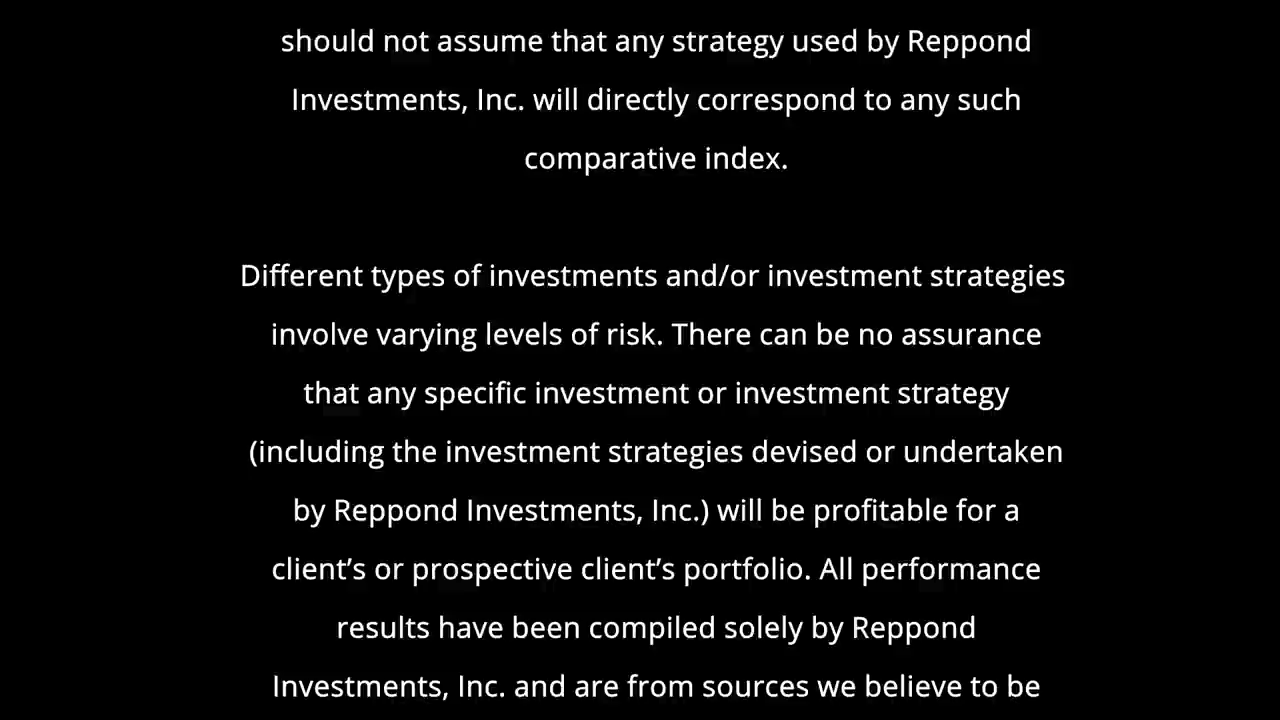 should not assume that any strategy used by Reppond
Investments, Inc. will directly correspond to any such
comparative index.
Different types of investments and/or investment strategies
involve varying levels of risk. There can be no assurance
that any specific investment or investment strategy
(including the investment strategies devised or undertaken
by Reppond Investments, Inc.) will be profitable for a
client’s or prospective client’s portfolio. All performance
results have been compiled solely by Reppond
Investments, Inc. and are from sources we believe to be